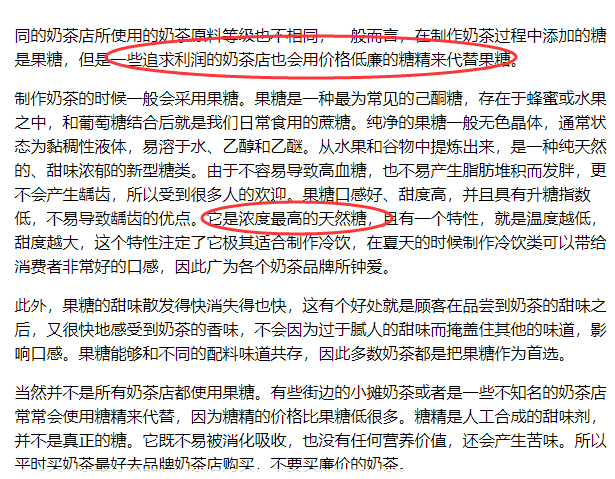 同的奶茶店所使用的奶茶原料等级也不相同，一般而言，在制作奶茶过程中添加的糖
是果糖，但是一些追求利润的奶茶店也会用价格低廉的糖精来代替果糖。
制作奶茶的时候一般会采用果糖。果糖是一种最为常见的己酮糖，存在于蜂蜜或水果
之中，和葡萄糖结合后就是我们日常食用的蔗糖。纯净的果糖一般无色晶体，通常状
态为黏稠性液体，易溶于水、乙醇和乙醚。从水果和谷物中提炼出来，是一种纯天然
的、甜味浓郁的新型糖类。由于不容易导致高血糖，也不易产生脂肪堆积而发胖，更
不会产生龋齿，所以受到很多人的欢迎。果糖口感好、甜度高，并且具有升糖指数
低，不易导致龋齿的优点。它是浓度最高的天然糖，且有一个特性，就是温度越低，
甜度越大，这个特性注定了它极其适合制作冷饮，在夏天的时候制作冷饮类可以带给
消费者非常好的口感，因此广为各个奶茶品牌所钟爱。
此外，果糖的甜味散发得快消失得也快，这有个好处就是顾客在品尝到奶茶的甜味之
后，又很快地感受到奶茶的香味，不会因为过于腻人的甜味而掩盖住其他的味道，影
响口感。果糖能够和不同的配料味道共存，因此多数奶茶都是把果糖作为首选。
当然并不是所有奶茶店都使用果糖。有些街边的小摊奶茶或者是一些不知名的奶茶店
常常会使用糖精来代替，因为糖精的价格比果糖低很多。糖精是人工合成的甜味剂，
并不是真正的糖。它既不易被消化吸收，也没有任何营养价值，还会产生苦味。所以
平时买奶茶最好去品牌奶茶店购买，不要买廉价的奶茶。